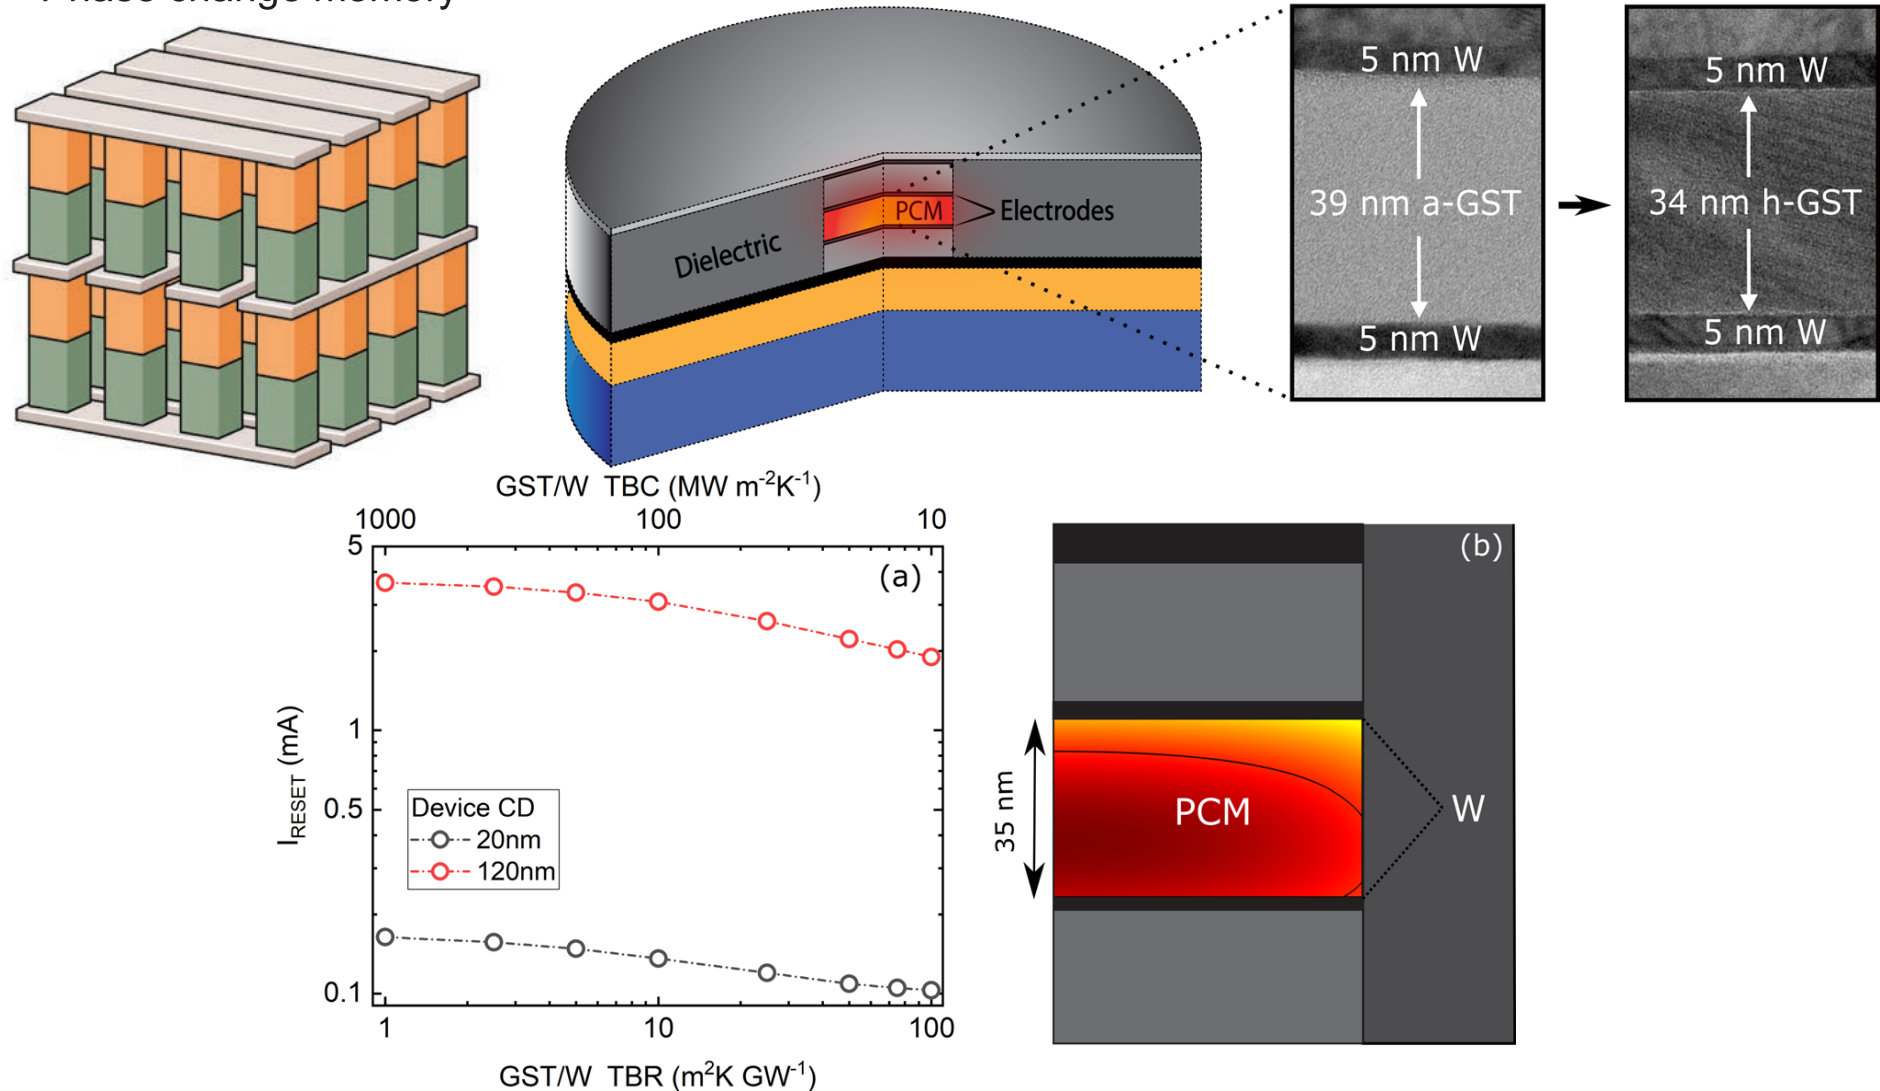 Phase change memory
Dielectric
PCM
Electrodes
5 nm W
39 nm a-GST
5 nm W
5 nm W
34 nm h-GST
5 nm W
GST/W TBC (MW m⁻²K⁻¹)
1000 100 10
(a)
5
1
0.5
0.1
I_RESET (mA)
Device CD
20nm
120nm
1 10 100
GST/W TBR (m²K GW⁻¹)
(b)
35 nm
PCM
W